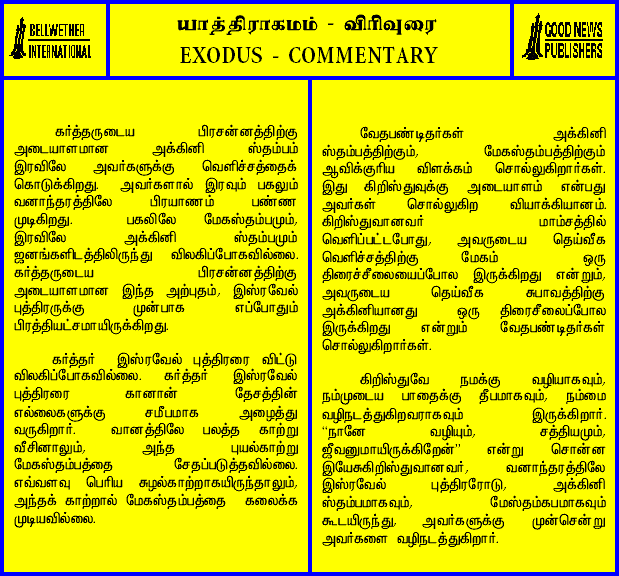 BELLWETHER
INTERNATIONAL
யாத்திராகமம் - விரிவுரை
EXODUS - COMMENTARY
GOOD NEWS
PUBLISHERS
கர்த்தருடைய பிரசன்னத்திற்கு
அடையாளமான அக்கினி ஸ்தம்பம்
இரவிலே அவர்களுக்கு வெளிச்சத்தைக்
கொடுக்கிறது. அவர்களால் இரவும் பகலும்
வனாந்தரத்திலே பிரயாணம் பண்ண
முடிகிறது. பகலிலே மேகஸ்தம்பமும்,
இரவிலே அக்கினி ஸ்தம்பமும்
ஜனங்களிடத்திலிருந்து விலகிப்போகவில்லை.
கர்த்தருடைய பிரசன்னத்திற்கு
அடையாளமான இந்த அற்புதம், இஸ்ரவேல்
புத்திரருக்கு முன்பாக எப்போதும்
பிரத்தியட்சமாயிருக்கிறது.
கர்த்தர் இஸ்ரவேல் புத்திரரை விட்டு
விலகிப்போகவில்லை. கர்த்தர் இஸ்ரவேல்
புத்திரரை கானான் தேசத்தின்
எல்லைகளுக்கு சமீபமாக அழைத்து
வருகிறார். வானத்திலே பலத்த காற்று
வீசினாலும், அந்த புயல்காற்று
மேகஸ்தம்பத்தை சேதப்படுத்தவில்லை.
எவ்வளவு பெரிய சுழல்காற்றாகயிருந்தாலும்,
அந்தக் காற்றால் மேகஸ்தம்பத்தை கலைக்க
முடியவில்லை.
வேதபண்டிதர்கள் அக்கினி
ஸ்தம்பத்திற்கும், மேகஸ்தம்பத்திற்கும்
ஆவிக்குரிய விளக்கம் சொல்லுகிறார்கள்.
இது கிறிஸ்துவுக்கு அடையாளம் என்பது
அவர்கள் சொல்லுகிற வியாக்கியானம்.
கிறிஸ்துவானவர் மாம்சத்தில்
வெளிப்பட்டபோது, அவருடைய தெய்வீக
வெளிச்சத்திற்கு மேகம் ஒரு
திரைச்சீலையைப்போல இருக்கிறது என்றும்,
அவருடைய தெய்வீக சுபாவத்திற்கு
அக்கினியானது ஒரு திரைசீலைப்போல
இருக்கிறது என்றும் வேதபண்டிதர்கள்
சொல்லுகிறார்கள்.
கிறிஸ்துவே நமக்கு வழியாகவும்,
நம்முடைய பாதைக்கு தீபமாகவும், நம்மை
வழிநடத்துகிறவராகவும் இருக்கிறார்.
“நானே வழியும், சத்தியமும்,
ஜீவனுமாயிருக்கிறேன்” என்று சொன்ன
இயேசுகிறிஸ்துவானவர், வனாந்தரத்திலே
இஸ்ரவேல் புத்திரரோடு, அக்கினி
ஸ்தம்பமாகவும், மேஸ்தம்கபமாகவும்
கூடயிருந்து, அவர்களுக்கு முன்சென்று
அவர்களை வழிநடத்துகிறார்.